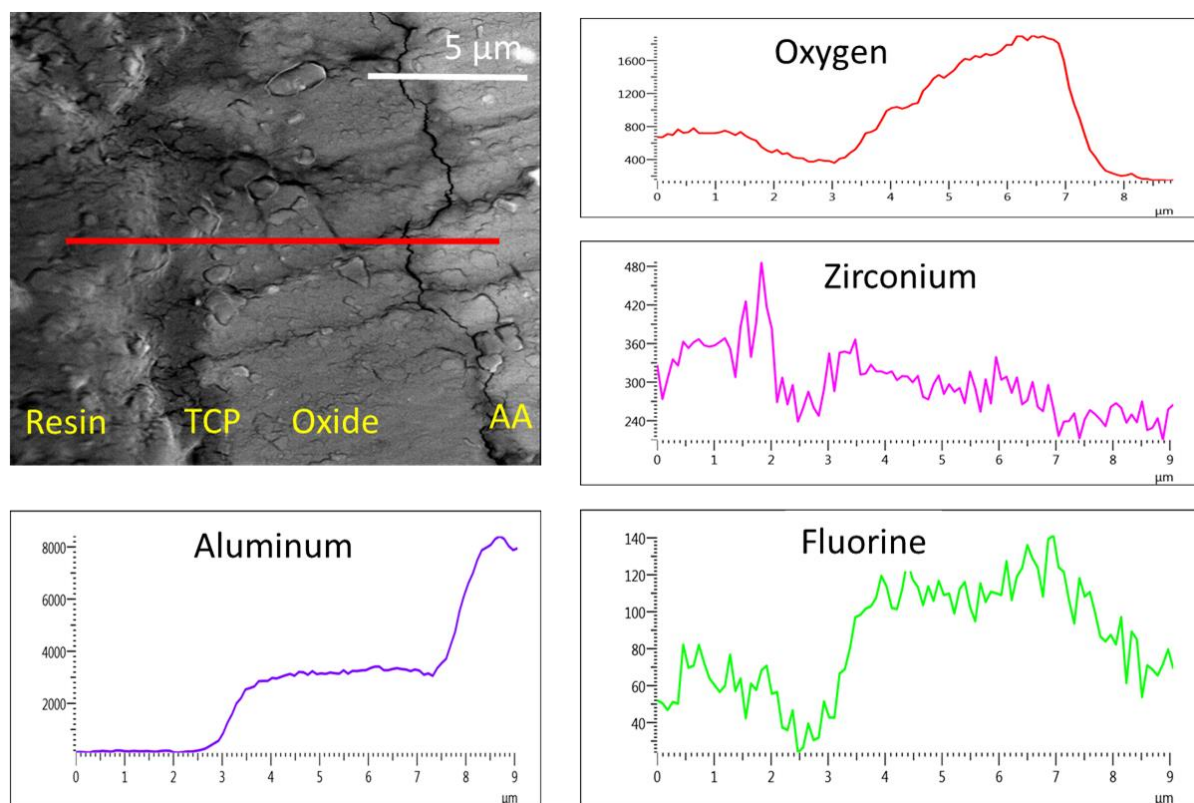 5 µm
Resin
TCP
Oxide
AA
Oxygen
1600
1200
800
400
0 1 2 3 4 5 6 7 8
µm
Zirconium
480
420
360
300
240
0 1 2 3 4 5 6 7 8 9
µm
Aluminum
8000
6000
4000
2000
0 1 2 3 4 5 6 7 8 9
µm
Fluorine
140
120
100
80
60
40
0 1 2 3 4 5 6 7 8 9
µm